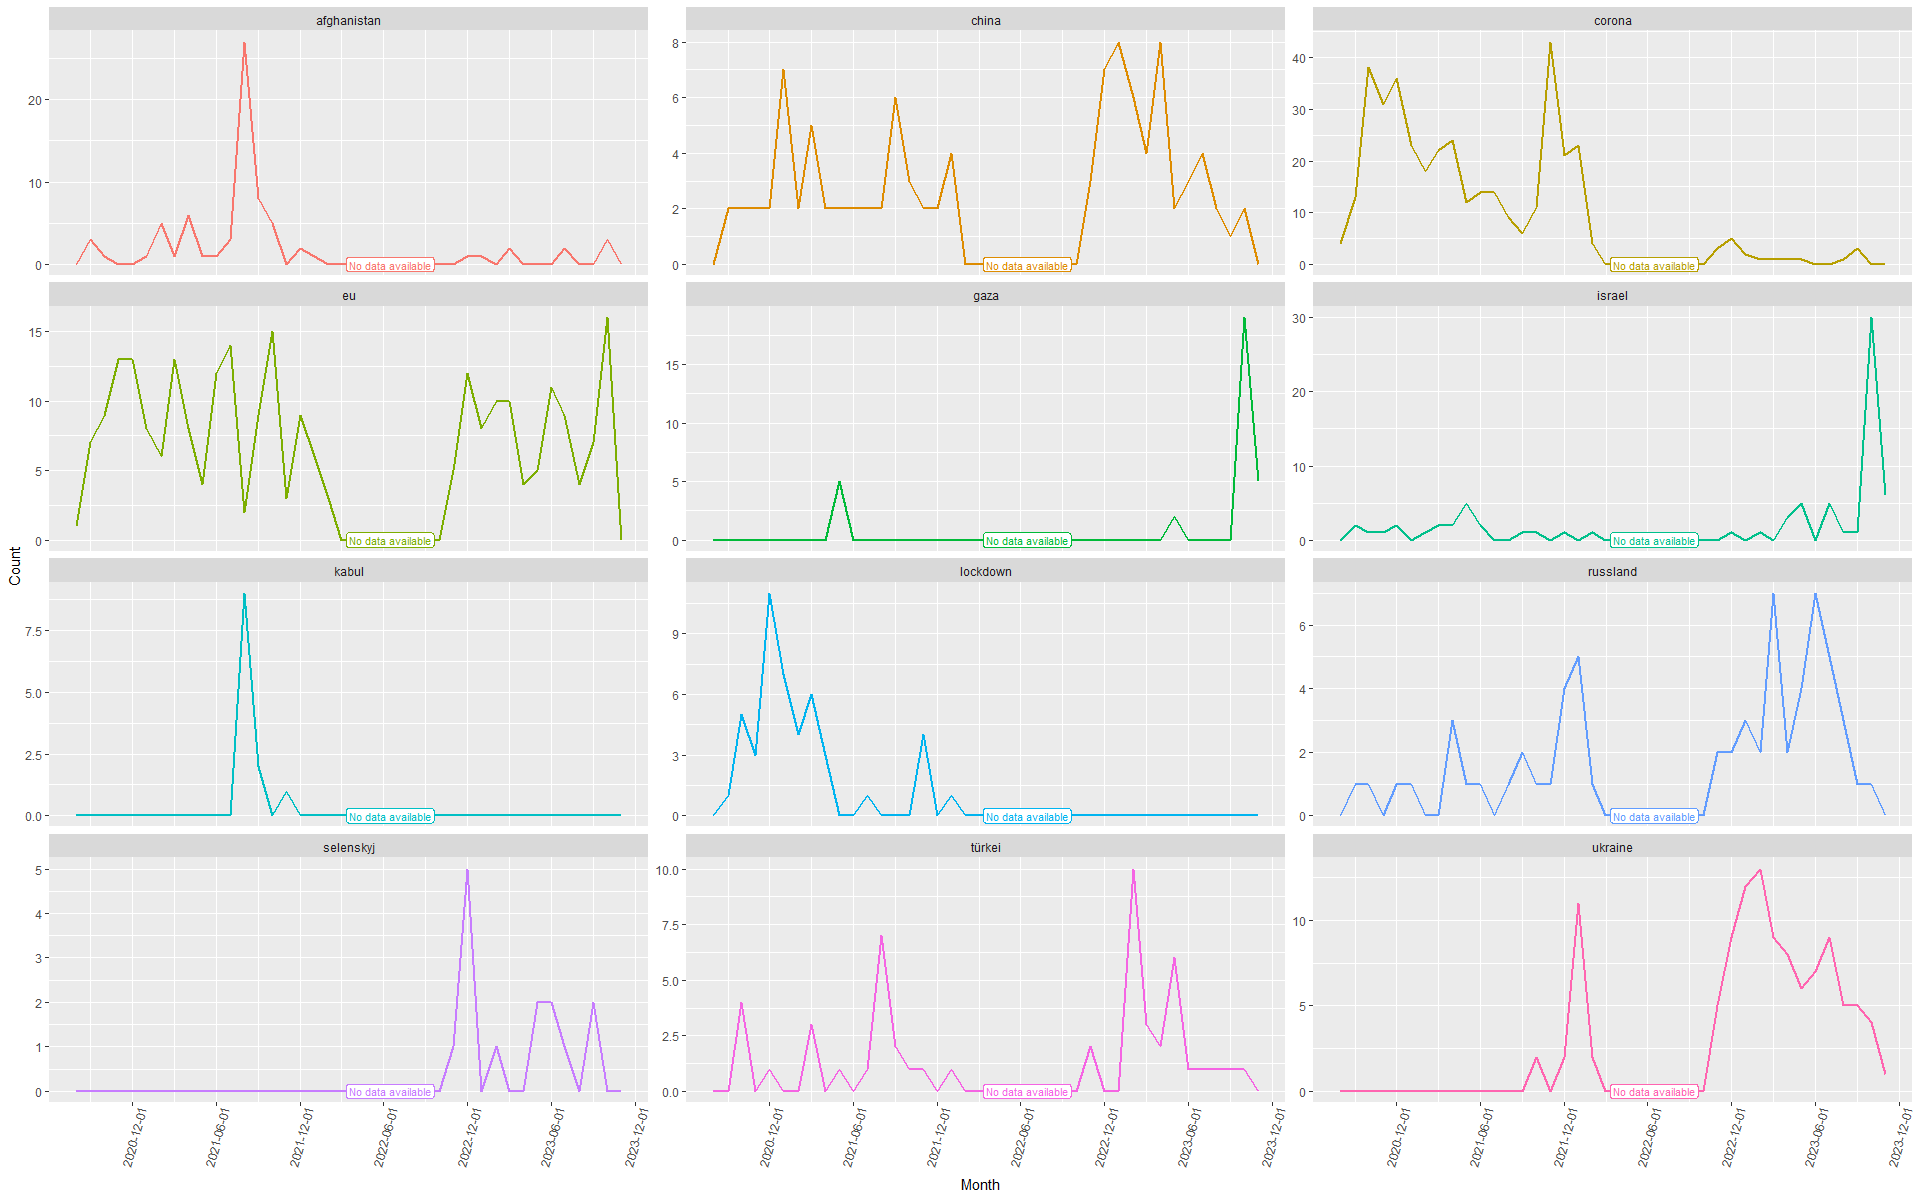 afghanistan
china
corona
20
10
0
No data available
8
6
4
2
0
No data available
40
30
20
10
0
No data available
eu
gaza
israel
15
10
5
0
No data available
15
10
5
0
No data available
30
20
10
0
No data available
kabul
lockdown
russland
7.5
5.0
2.5
0.0
No data available
9
6
3
0
No data available
6
4
2
0
No data available
selenskyj
türkei
ukraine
5
4
3
2
1
0
No data available
10.0
7.5
5.0
2.5
0.0
No data available
10
5
0
No data available
2020-12-01
2021-06-01
2021-12-01
2022-06-01
2022-12-01
2023-06-01
2023-12-01
2020-12-01
2021-06-01
2021-12-01
2022-06-01
2022-12-01
2023-06-01
2023-12-01
2020-12-01
2021-06-01
2021-12-01
2022-06-01
2022-12-01
2023-06-01
2023-12-01
Count
Month